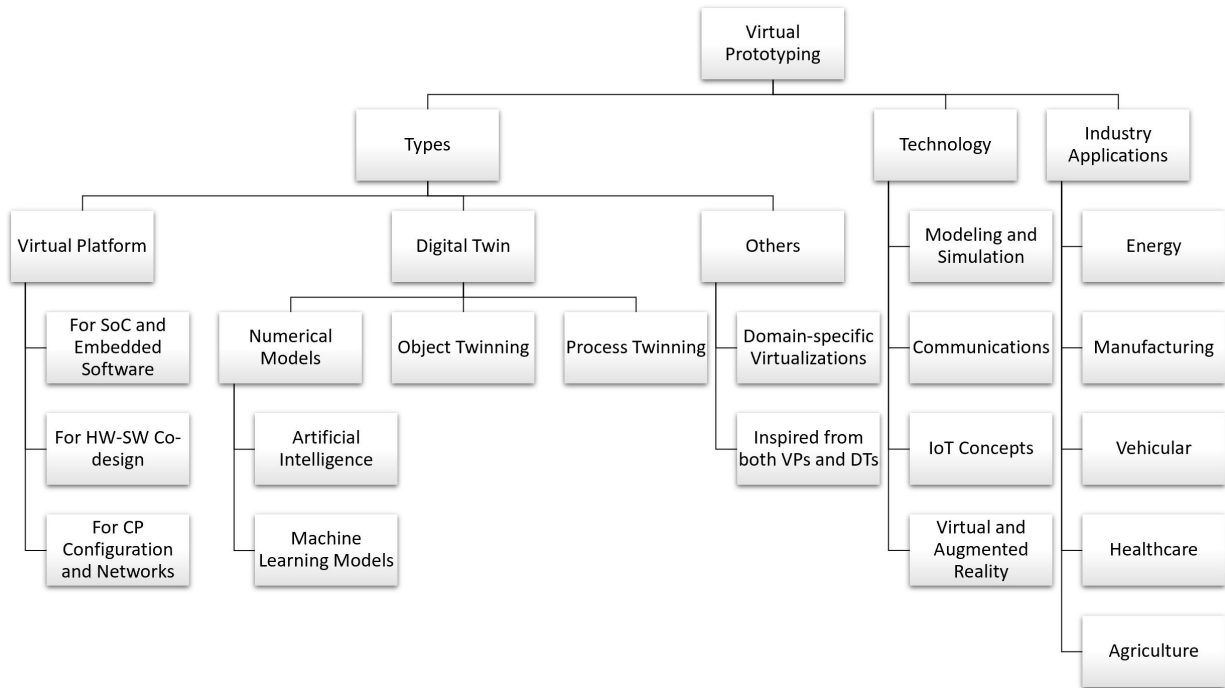 Virtual
Prototyping
Types
Technology
Industry
Applications
Virtual Platform
Digital Twin
Others
Modeling and
Simulation
Energy
For SoC and
Embedded
Software
Numerical
Models
Object Twinning
Process Twinning
Domain-specific
Virtualizations
Communications
Manufacturing
For HW-SW Co-
design
Artificial
Intelligence
Inspired from
both VPs and DTs
IoT Concepts
Vehicular
For CP
Configuration
and Networks
Machine
Learning Models
Virtual and
Augmented
Reality
Healthcare
Agriculture